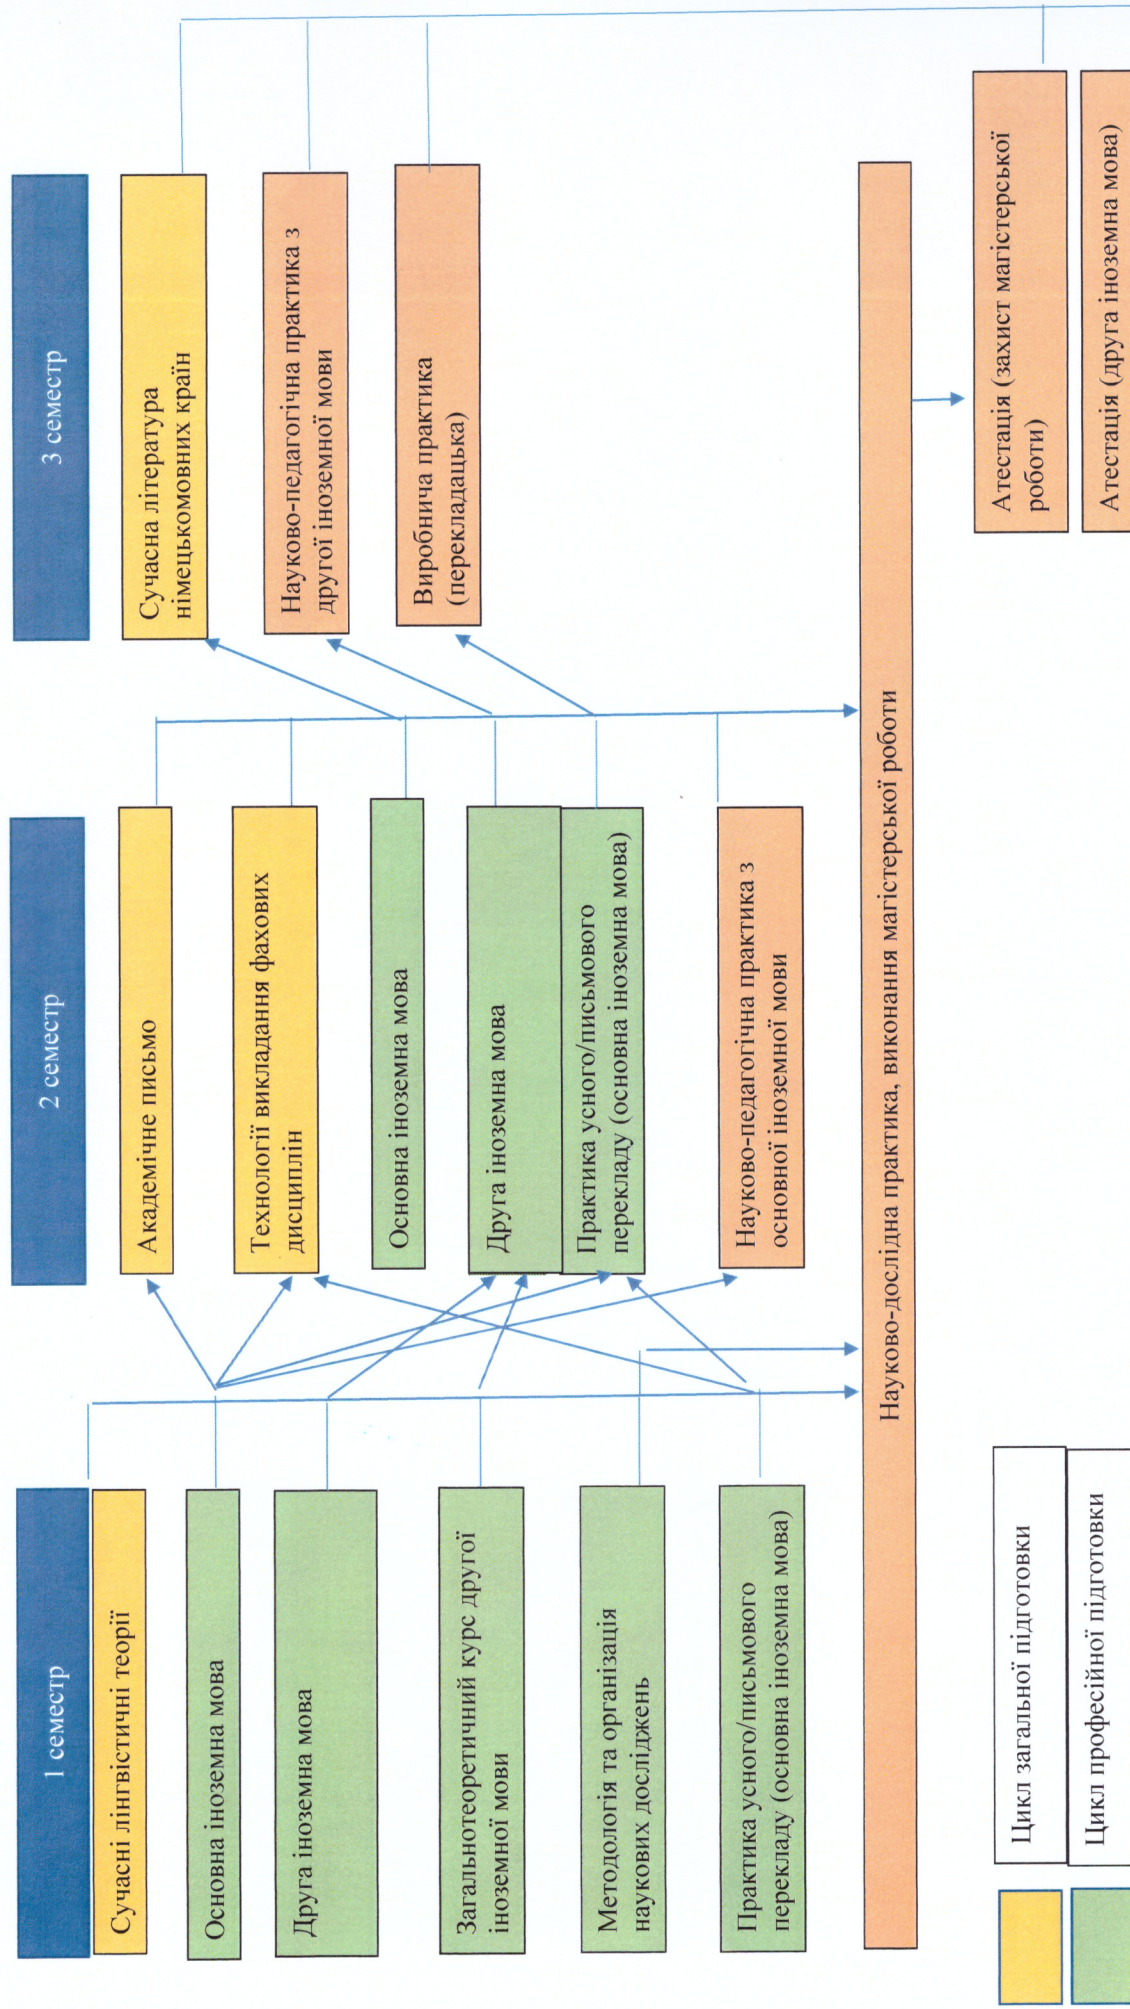 1 семестр
Сучасні лінгвістичні теорії
Основна іноземна мова
Друга іноземна мова
Загальнотеоретичний курс другої
іноземної мови
Методологія та організація
наукових досліджень
Практика усного/письмового
перекладу (основна іноземна мова)
2 семестр
Академічне письмо
Технології викладання фахових
дисциплін
Основна іноземна мова
Друга іноземна мова
Практика усного/письмового
перекладу (основна іноземна мова)
Науково-педагогічна практика з
основної іноземної мови
3 семестр
Сучасна література
німецькомовних країн
Науково-педагогічна практика з
другої іноземної мови
Виробнича практика
(перекладацька)
Науково-дослідна практика, виконання магістерської роботи
Атестація (захист магістерської
роботи)
Атестація (друга іноземна мова)
Цикл загальної підготовки
Цикл професійної підготовки